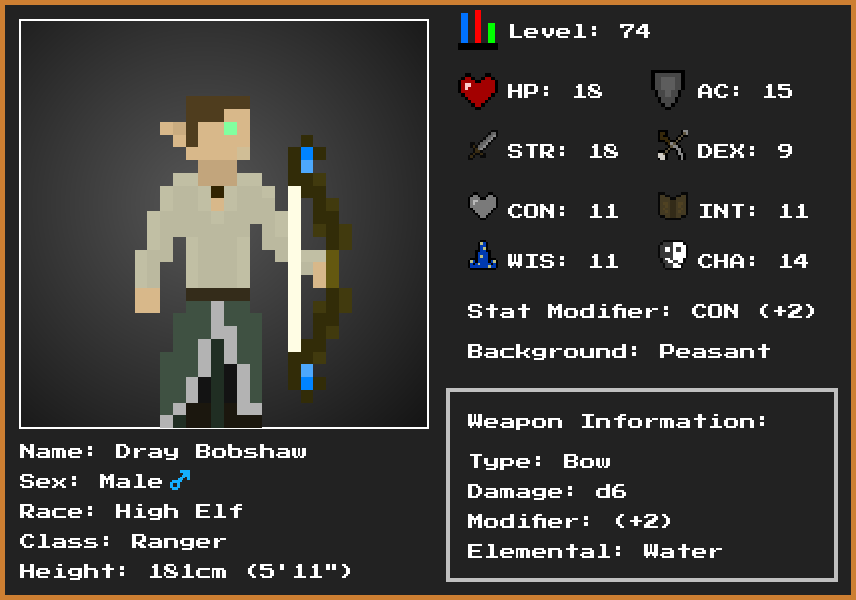 Level: 74
HP: 18 AC: 15
STR: 18 DEX: 9
CON: 11 INT: 11
WIS: 11 CHA: 14
Stat Modifier: CON (+2)
Background: Peasant
Weapon Information:
Type: Bow
Damage: d6
Modifier: (+2)
Elemental: Water
Name: Dray Bobshaw
Sex: Male♂
Race: High Elf
Class: Ranger
Height: 181cm (5'11")